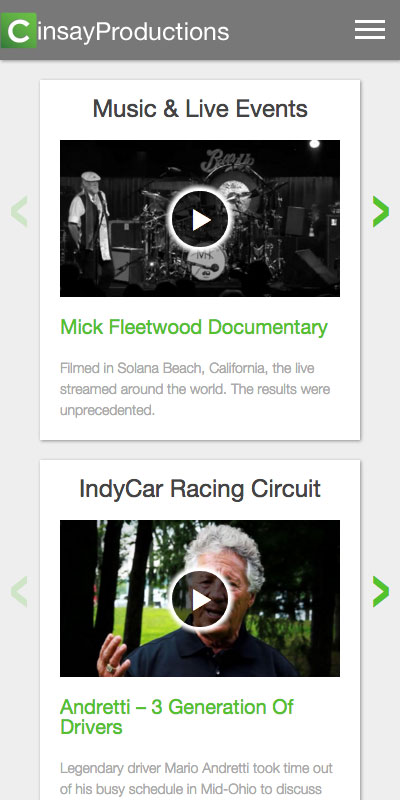 CinsayProductions
Music & Live Events
Mick Fleetwood Documentary
Filmed in Solana Beach, California, the live
streamed around the world. The results were
unprecedented.
IndyCar Racing Circuit
Andretti – 3 Generation Of
Drivers
Legendary driver Mario Andretti took time out
of his busy schedule in Mid-Ohio to discuss